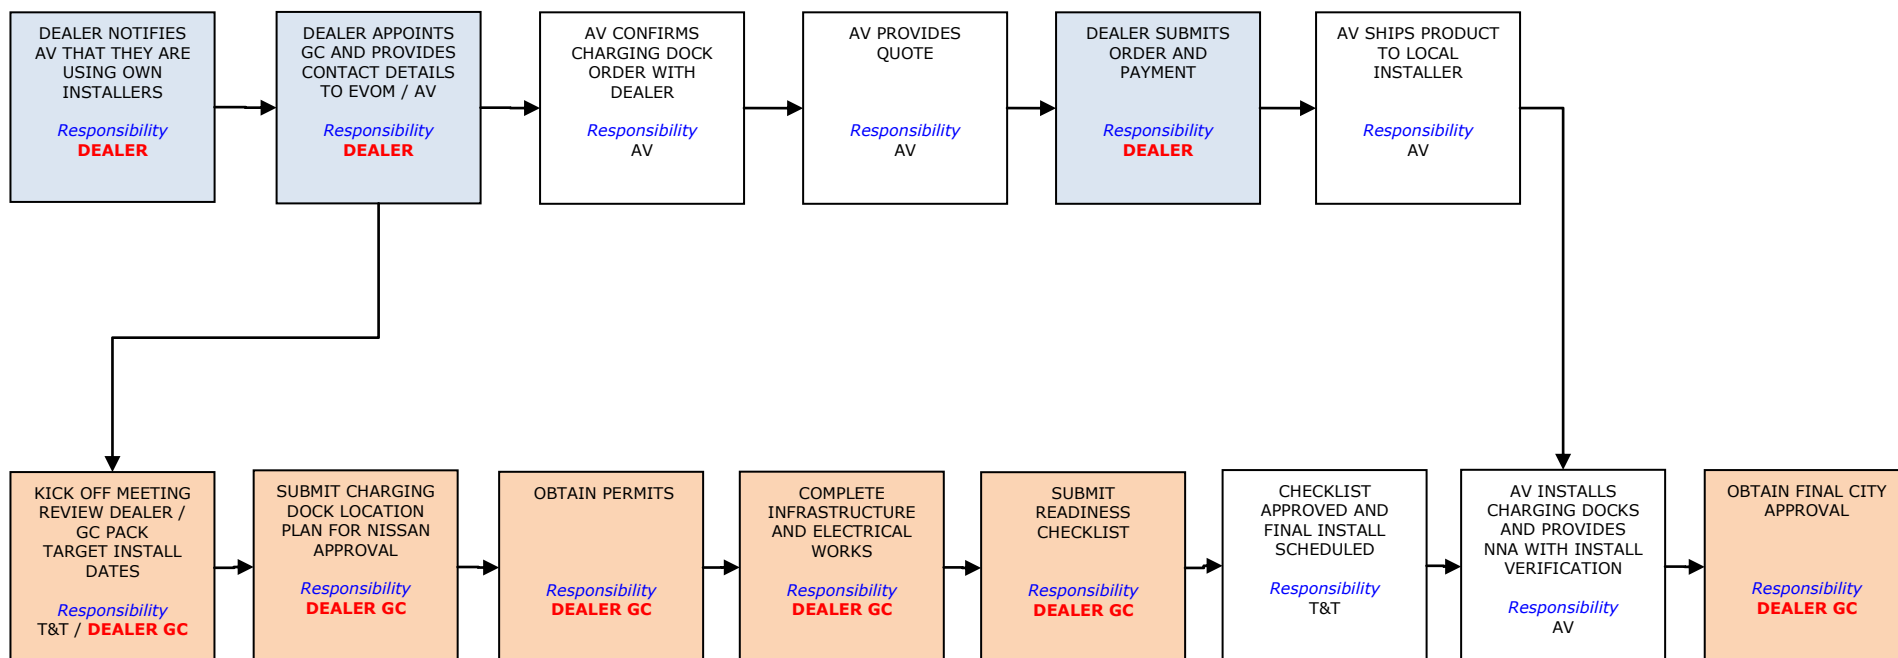 DEALER NOTIFIES
AV THAT THEY ARE
USING OWN
INSTALLERS
Responsibility
DEALER
DEALER APPOINTS
GC AND PROVIDES
CONTACT DETAILS
TO EVOM / AV
Responsibility
DEALER
AV CONFIRMS
CHARGING DOCK
ORDER WITH
DEALER
Responsibility
AV
AV PROVIDES
QUOTE
Responsibility
AV
DEALER SUBMITS
ORDER AND
PAYMENT
Responsibility
DEALER
AV SHIPS PRODUCT
TO LOCAL
INSTALLER
Responsibility
AV
KICK OFF MEETING
REVIEW DEALER /
GC PACK
TARGET INSTALL
DATES
Responsibility
T&T / DEALER GC
SUBMIT CHARGING
DOCK LOCATION
PLAN FOR NISSAN
APPROVAL
Responsibility
DEALER GC
OBTAIN PERMITS
Responsibility
DEALER GC
COMPLETE
INFRASTRUCTURE
AND ELECTRICAL
WORKS
Responsibility
DEALER GC
SUBMIT
READINESS
CHECKLIST
Responsibility
DEALER GC
CHECKLIST
APPROVED AND
FINAL INSTALL
SCHEDULED
Responsibility
T&T
AV INSTALLS
CHARGING DOCKS
AND PROVIDES
NNA WITH INSTALL
VERIFICATION
Responsibility
AV
OBTAIN FINAL CITY
APPROVAL
Responsibility
DEALER GC